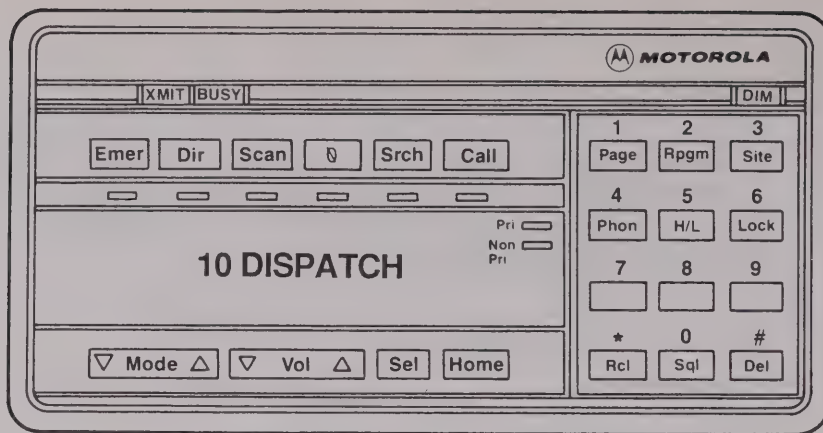 MOTOROLA
XMIT BUSY DIM
Emer Dir Scan 0 Srch Call
1 2 3
Page Rpgm Site
4 5 6
Phon H/L Lock
7 8 9
* 0 #
Rcl Sql Del
Pri
Non
Pri
10 DISPATCH
Mode Vol Sel Home